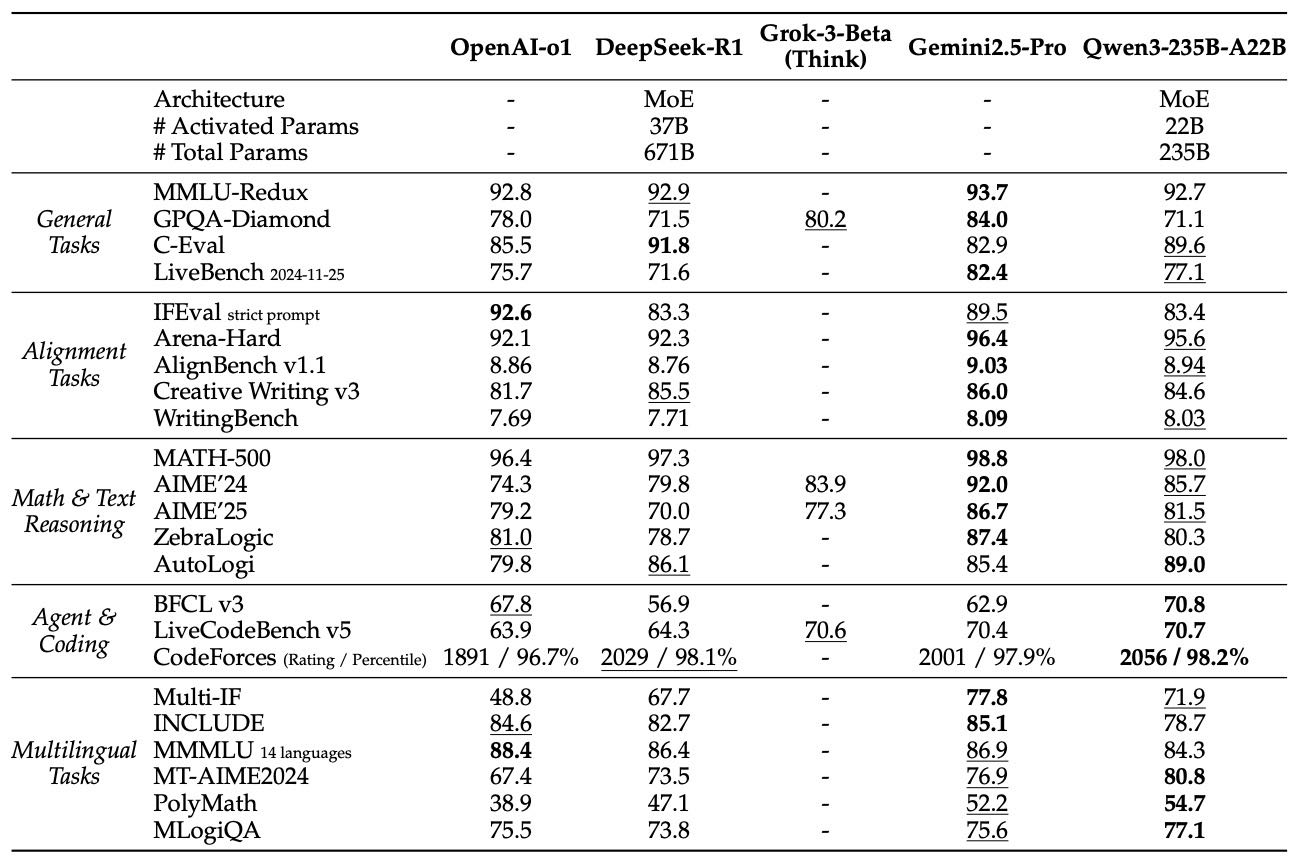 OpenAI-o1 DeepSeek-R1 Grok-3-Beta (Think) Gemini2.5-Pro Qwen3-235B-A22B
Architecture - MoE - - MoE
# Activated Params - 37B - - 22B
# Total Params - 671B - - 235B
General Tasks
MMLU-Redux 92.8 92.9 - 93.7 92.7
GPQA-Diamond 78.0 71.5 80.2 84.0 71.1
C-Eval 85.5 91.8 - 82.9 89.6
LiveBench 2024-11-25 75.7 71.6 - 82.4 77.1
Alignment Tasks
IFEval strict prompt 92.6 83.3 - 89.5 83.4
Arena-Hard 92.1 92.3 - 96.4 95.6
AlignBench v1.1 8.86 8.76 - 9.03 8.94
Creative Writing v3 81.7 85.5 - 86.0 84.6
WritingBench 7.69 7.71 - 8.09 8.03
Math & Text Reasoning
MATH-500 96.4 97.3 - 98.8 98.0
AIME’24 74.3 79.8 83.9 92.0 85.7
AIME’25 79.2 70.0 77.3 86.7 81.5
ZebraLogic 81.0 78.7 - 87.4 80.3
AutoLogi 79.8 86.1 - 85.4 89.0
Agent & Coding
BFCL v3 67.8 56.9 - 62.9 70.8
LiveCodeBench v5 63.9 64.3 70.6 70.4 70.7
CodeForces (Rating / Percentile) 1891 / 96.7% 2029 / 98.1% - 2001 / 97.9% 2056 / 98.2%
Multilingual Tasks
Multi-IF 48.8 67.7 - 77.8 71.9
INCLUDE 84.6 82.7 - 85.1 78.7
MMMLU 14 languages 88.4 86.4 - 86.9 84.3
MT-AIME2024 67.4 73.5 - 76.9 80.8
PolyMath 38.9 47.1 - 52.2 54.7
MLogiQA 75.5 73.8 - 75.6 77.1